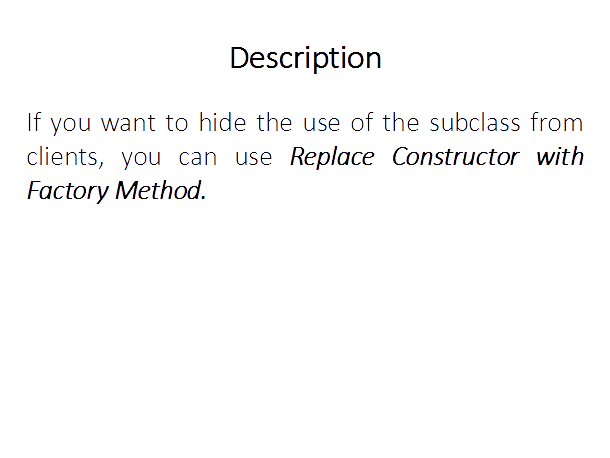 Description
If you want to hide the use of the subclass from
clients, you can use Replace Constructor with
Factory Method.